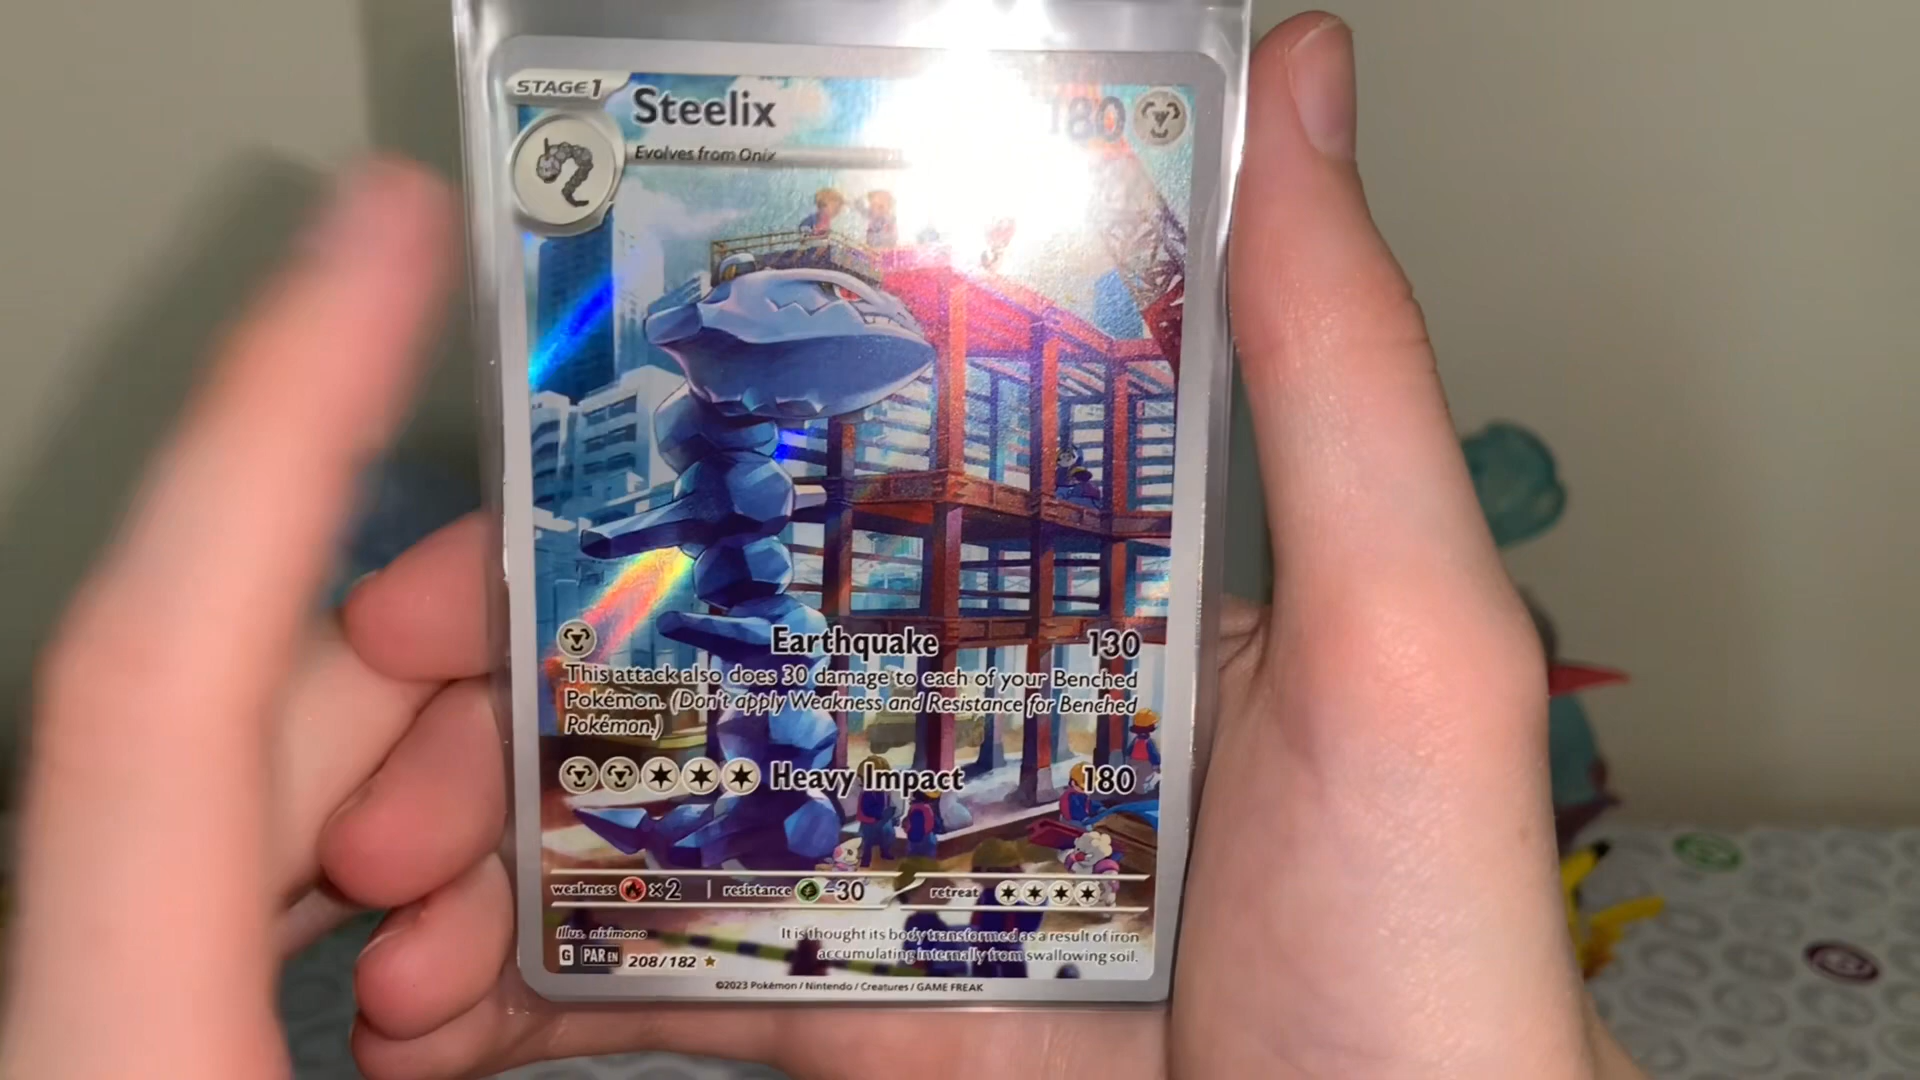 STAGE 1
Steelix
180
Evolves from Onix
Earthquake 130
This attack also does 30 damage to each of your Benched
Pokémon. (Don't apply Weakness and Resistance for Benched
Pokémon.)
Heavy Impact 180
weakness ×2 resistance -30 retreat
Illus. nisimono
It is thought its body transformed as a result of iron
accumulating internally from swallowing soil.
G PAR EN 208/182
©2023 Pokémon / Nintendo / Creatures / GAME FREAK